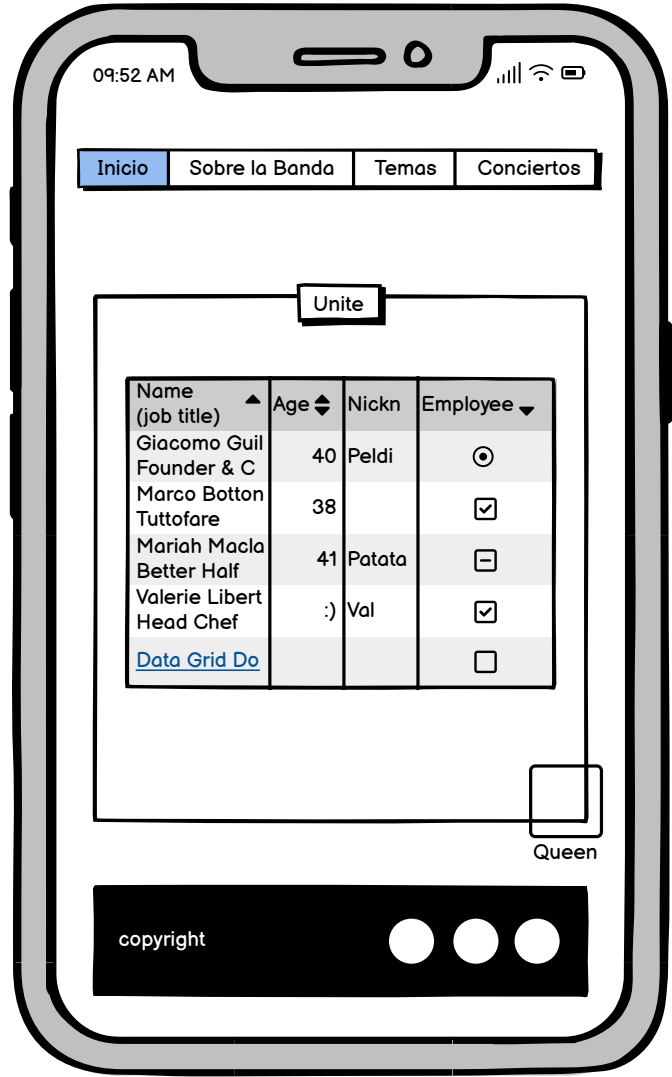 09:52 AM
Inicio Sobre la Banda Temas Conciertos
Unite
Name
(job title) Age Nickn Employee
Giacomo Guil
Founder & C 40 Peldi
Marco Botton
Tuttofare 38
Mariah Macla
Better Half 41 Patata
Valerie Libert
Head Chef :) Val
Data Grid Do
Queen
copyright